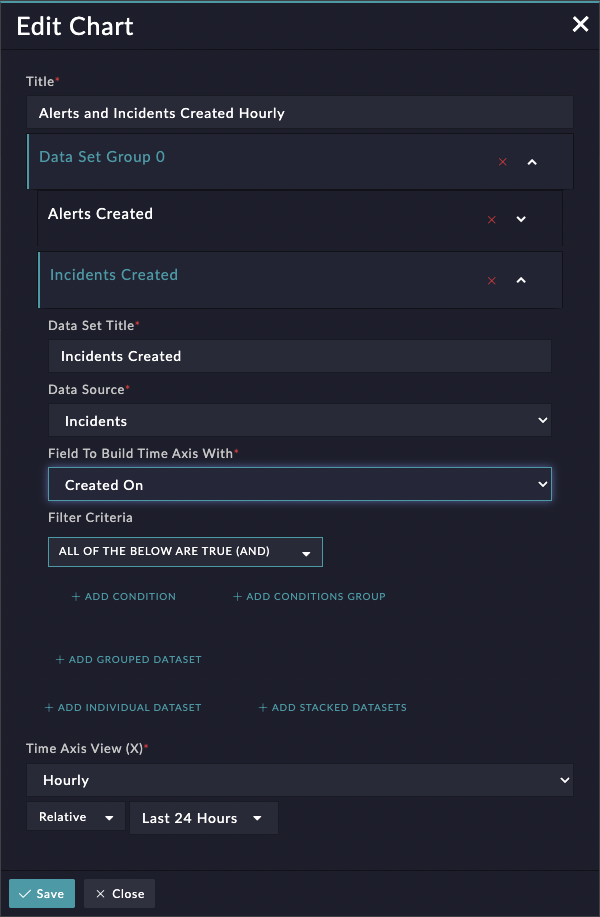 Edit Chart
Title*
Alerts and Incidents Created Hourly
Data Set Group 0
Alerts Created
Incidents Created
Data Set Title*
Incidents Created
Data Source*
Incidents
Field To Build Time Axis With*
Created On
Filter Criteria
ALL OF THE BELOW ARE TRUE (AND)
+ ADD CONDITION + ADD CONDITIONS GROUP
+ ADD GROUPED DATASET
+ ADD INDIVIDUAL DATASET + ADD STACKED DATASETS
Time Axis View (X)*
Hourly
Relative Last 24 Hours
Save Close